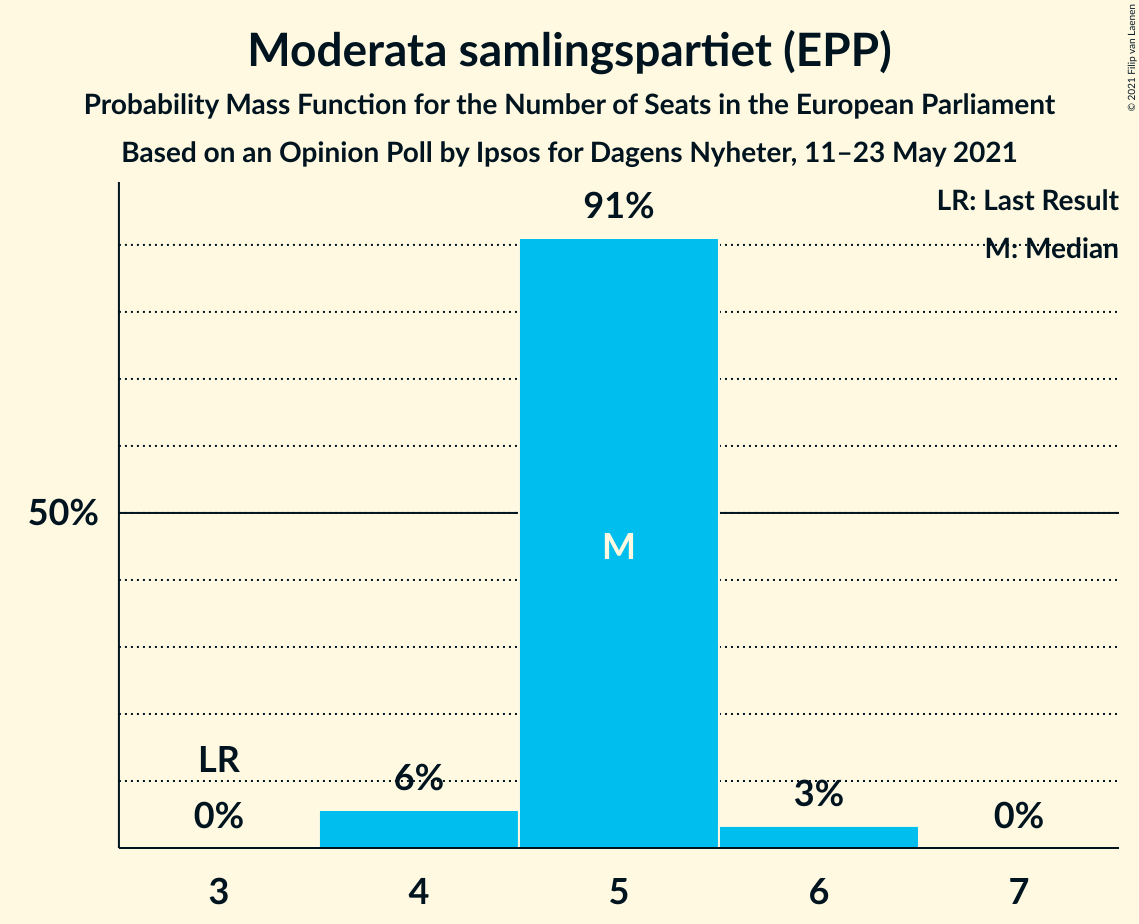 Moderata samlingspartiet (EPP)
Probability Mass Function for the Number of Seats in the European Parliament
Based on an Opinion Poll by Ipsos for Dagens Nyheter, 11–23 May 2021
© 2021 Filip van Laenen
LR: Last Result
M: Median
91%
50%
M
LR
0%
6%
3%
0%
3 4 5 6 7